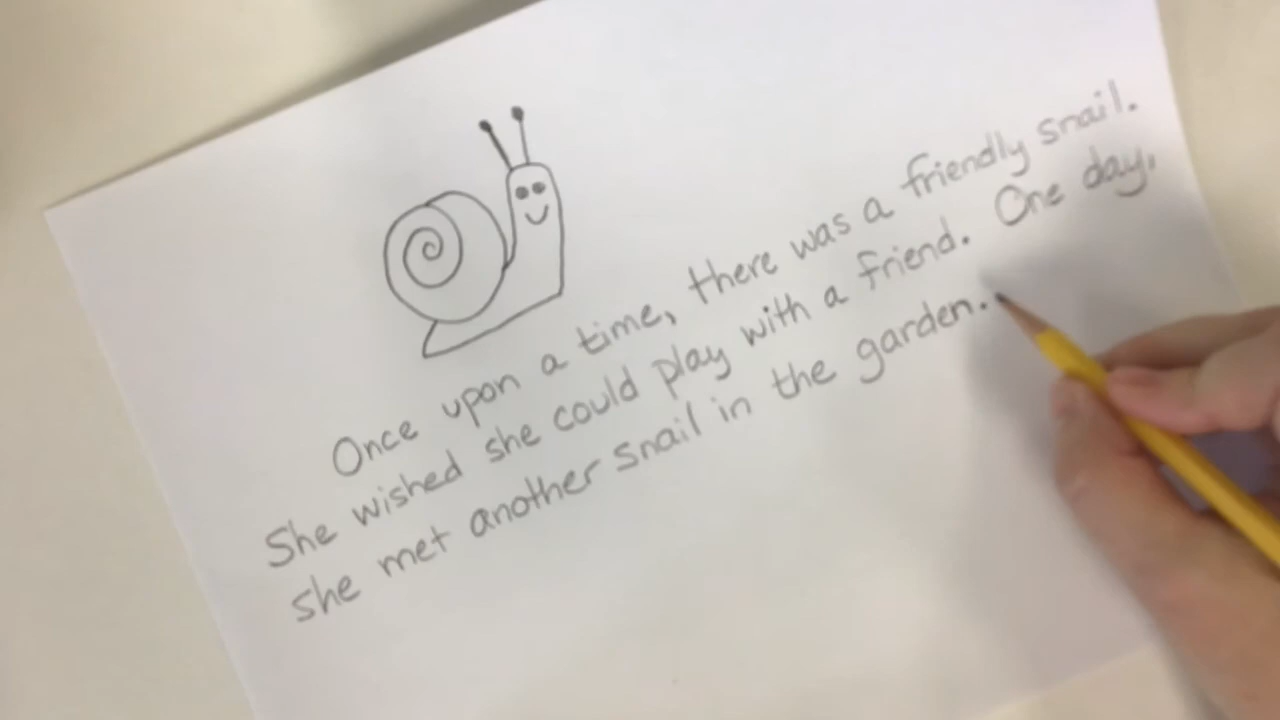 Once upon a time, there was a friendly snail.
She wished she could play with a friend. One day,
she met another snail in the garden.